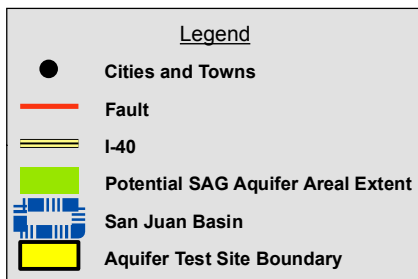 Legend
Cities and Towns
Fault
I-40
Potential SAG Aquifer Areal Extent
San Juan Basin
Aquifer Test Site Boundary